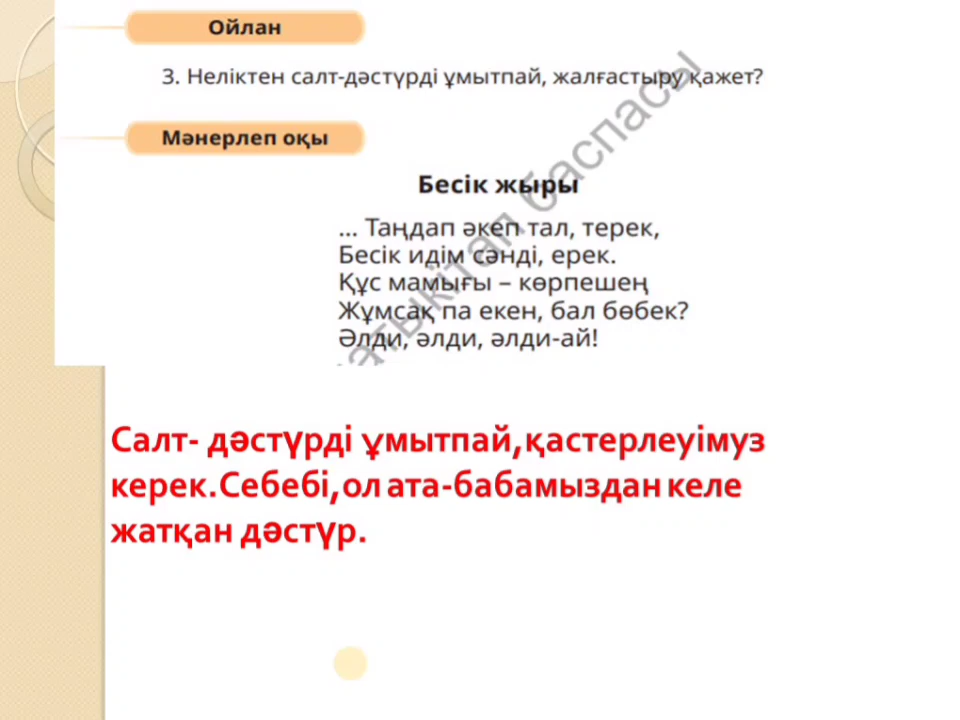 Ойлан
3. Неліктен салт-дәстүрді ұмытпай, жалғастыру қажет?
Мәнерлеп оқы
Бесік жыры
... Таңдап әкеп тал, терек,
Бесік идім сәнді, ерек.
Құс мамығы – көрпешең
Жұмсақ па екен, бал бөбек?
Әлди, әлди, әлди-ай!
атыкітап баспасы
Салт- дәстүрді ұмытпай,қастерлеуімуз
керек.Себебі,ол ата-бабамыздан келе
жатқан дәстүр.